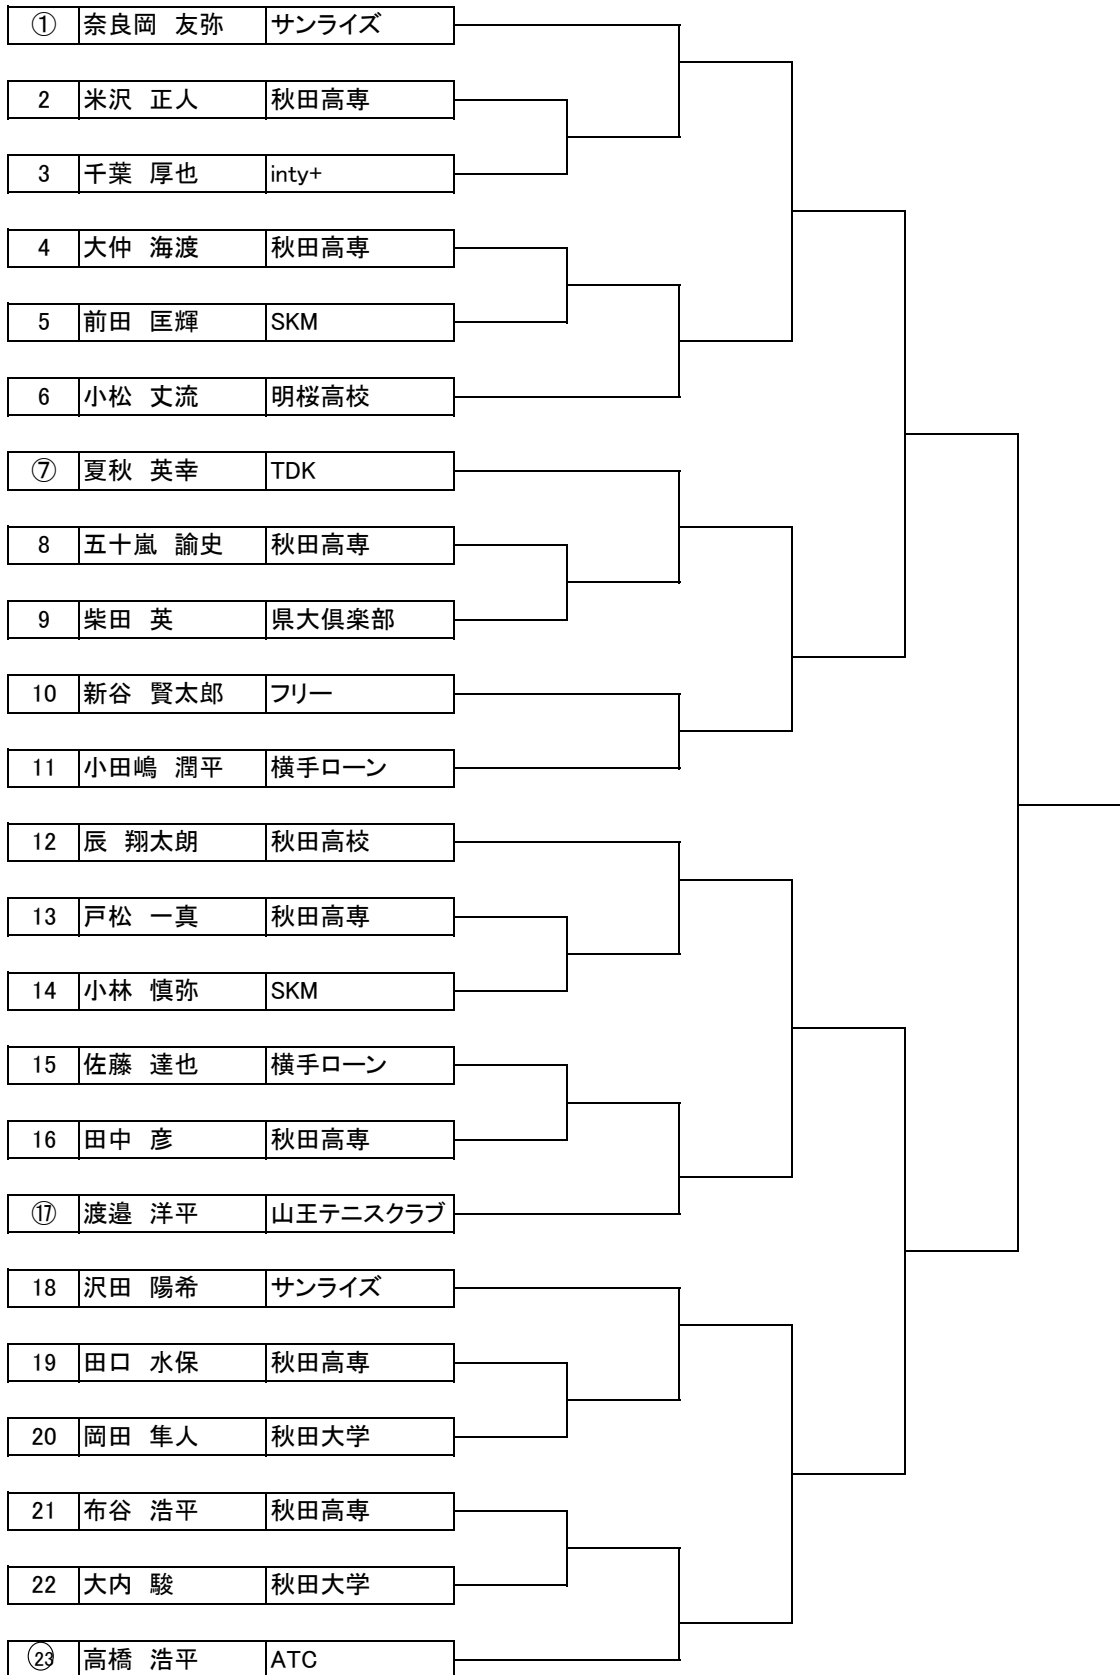 ① 奈良岡 友弥 サンライズ
2 米沢 正人 秋田高専
3 千葉 厚也 inty+
4 大仲 海渡 秋田高専
5 前田 匡輝 SKM
6 小松 丈流 明桜高校
⑦ 夏秋 英幸 TDK
8 五十嵐 諭史 秋田高専
9 柴田 英 県大倶楽部
10 新谷 賢太郎 フリー
11 小田嶋 潤平 横手ローン
12 辰 翔太朗 秋田高校
13 戸松 一真 秋田高専
14 小林 慎弥 SKM
15 佐藤 達也 横手ローン
16 田中 彦 秋田高専
⑰ 渡邉 洋平 山王テニスクラブ
18 沢田 陽希 サンライズ
19 田口 水保 秋田高専
20 岡田 隼人 秋田大学
21 布谷 浩平 秋田高専
22 大内 駿 秋田大学
㉓ 高橋 浩平 ATC